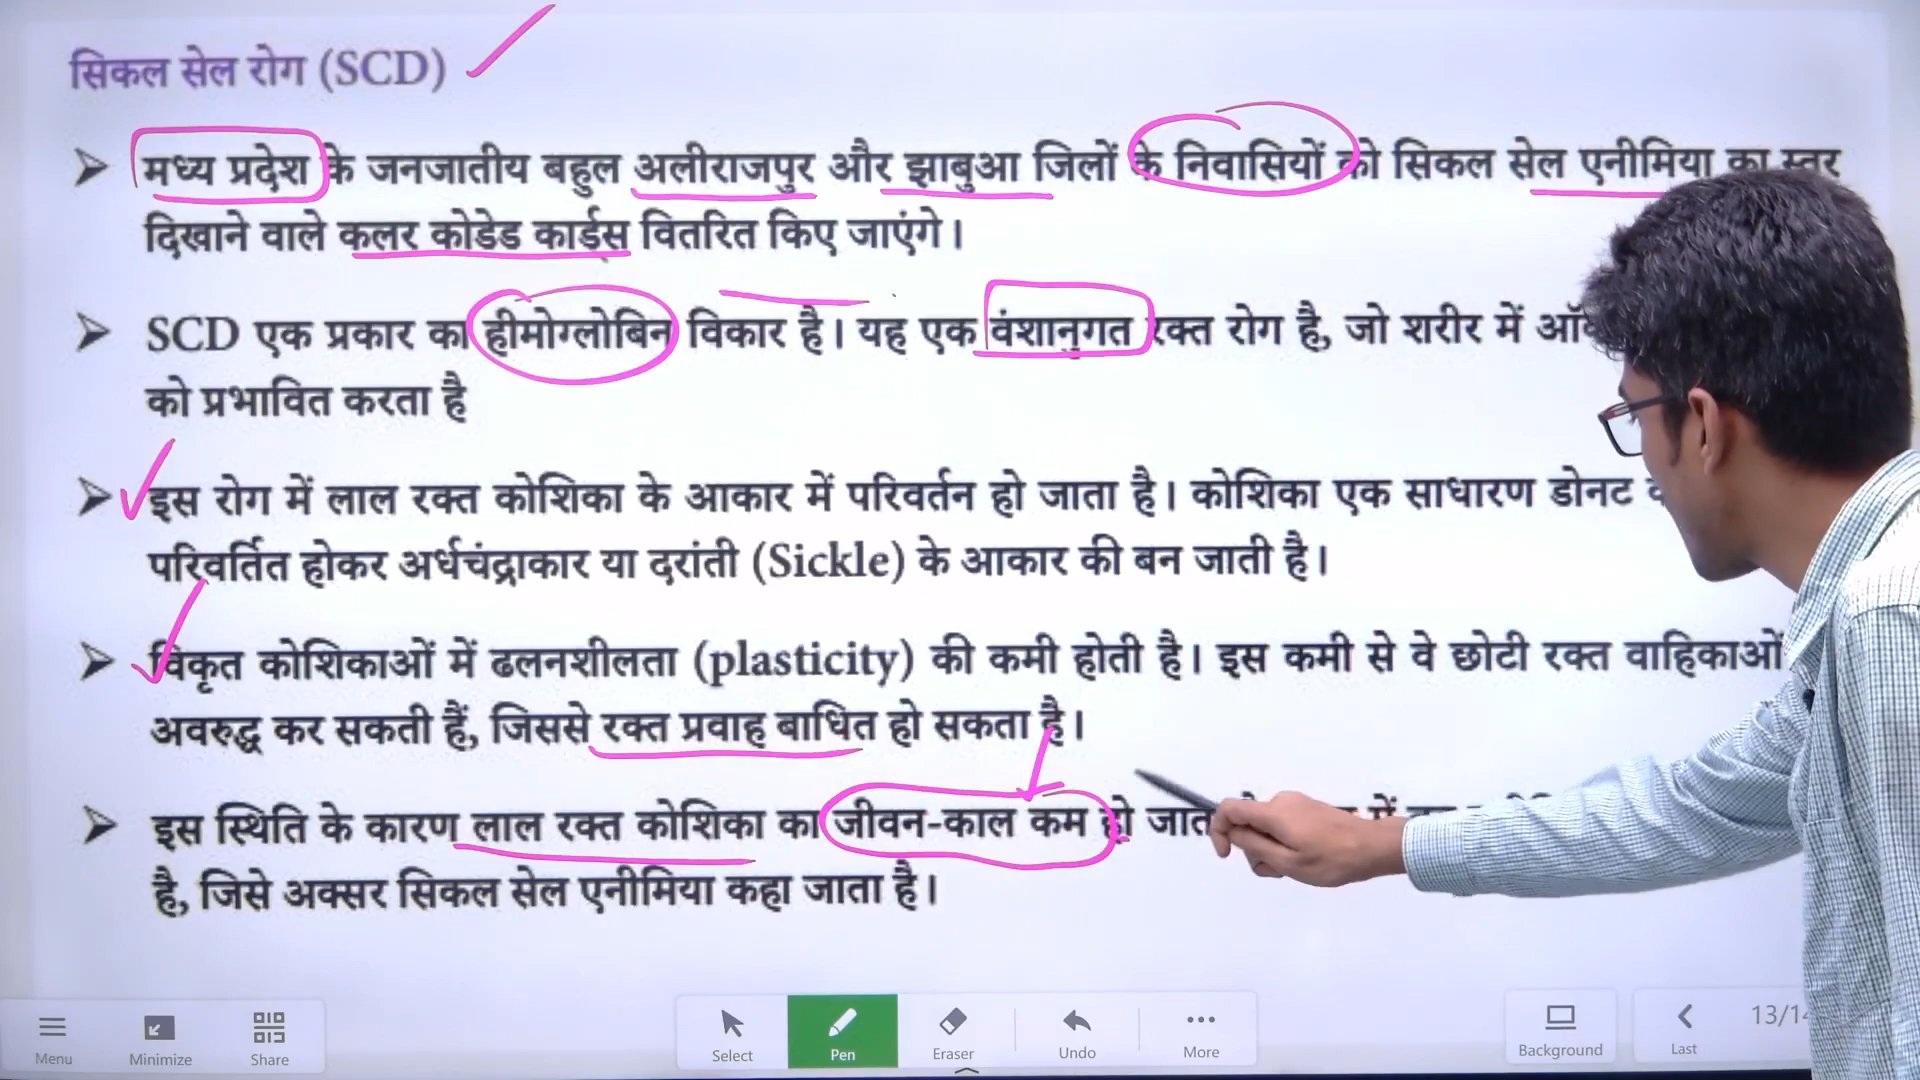 सिकल सेल रोग (SCD)
➤ मध्य प्रदेश के जनजातीय बहुल अलीराजपुर और झाबुआ जिलों के निवासियों को सिकल सेल एनीमिया का स्तर
दिखाने वाले कलर कोडेड कार्ड्स वितरित किए जाएंगे।
➤ SCD एक प्रकार का हीमोग्लोबिन विकार है। यह एक वंशानुगत रक्त रोग है, जो शरीर में
को प्रभावित करता है
➤ इस रोग में लाल रक्त कोशिका के आकार में परिवर्तन हो जाता है। कोशिका एक साधारण डोनट
परिवर्तित होकर अर्धचंद्राकार या दरांती (Sickle) के आकार की बन जाती है।
➤ विकृत कोशिकाओं में ढलनशीलता (plasticity) की कमी होती है। इस कमी से वे छोटी रक्त वाहिकाओं
अवरुद्ध कर सकती हैं, जिससे रक्त प्रवाह बाधित हो सकता है।
➤ इस स्थिति के कारण लाल रक्त कोशिका का जीवन-काल कम हो
है, जिसे अक्सर सिकल सेल एनीमिया कहा जाता है।
Menu Minimize Share Select Pen Eraser Undo More Background Last 13/14